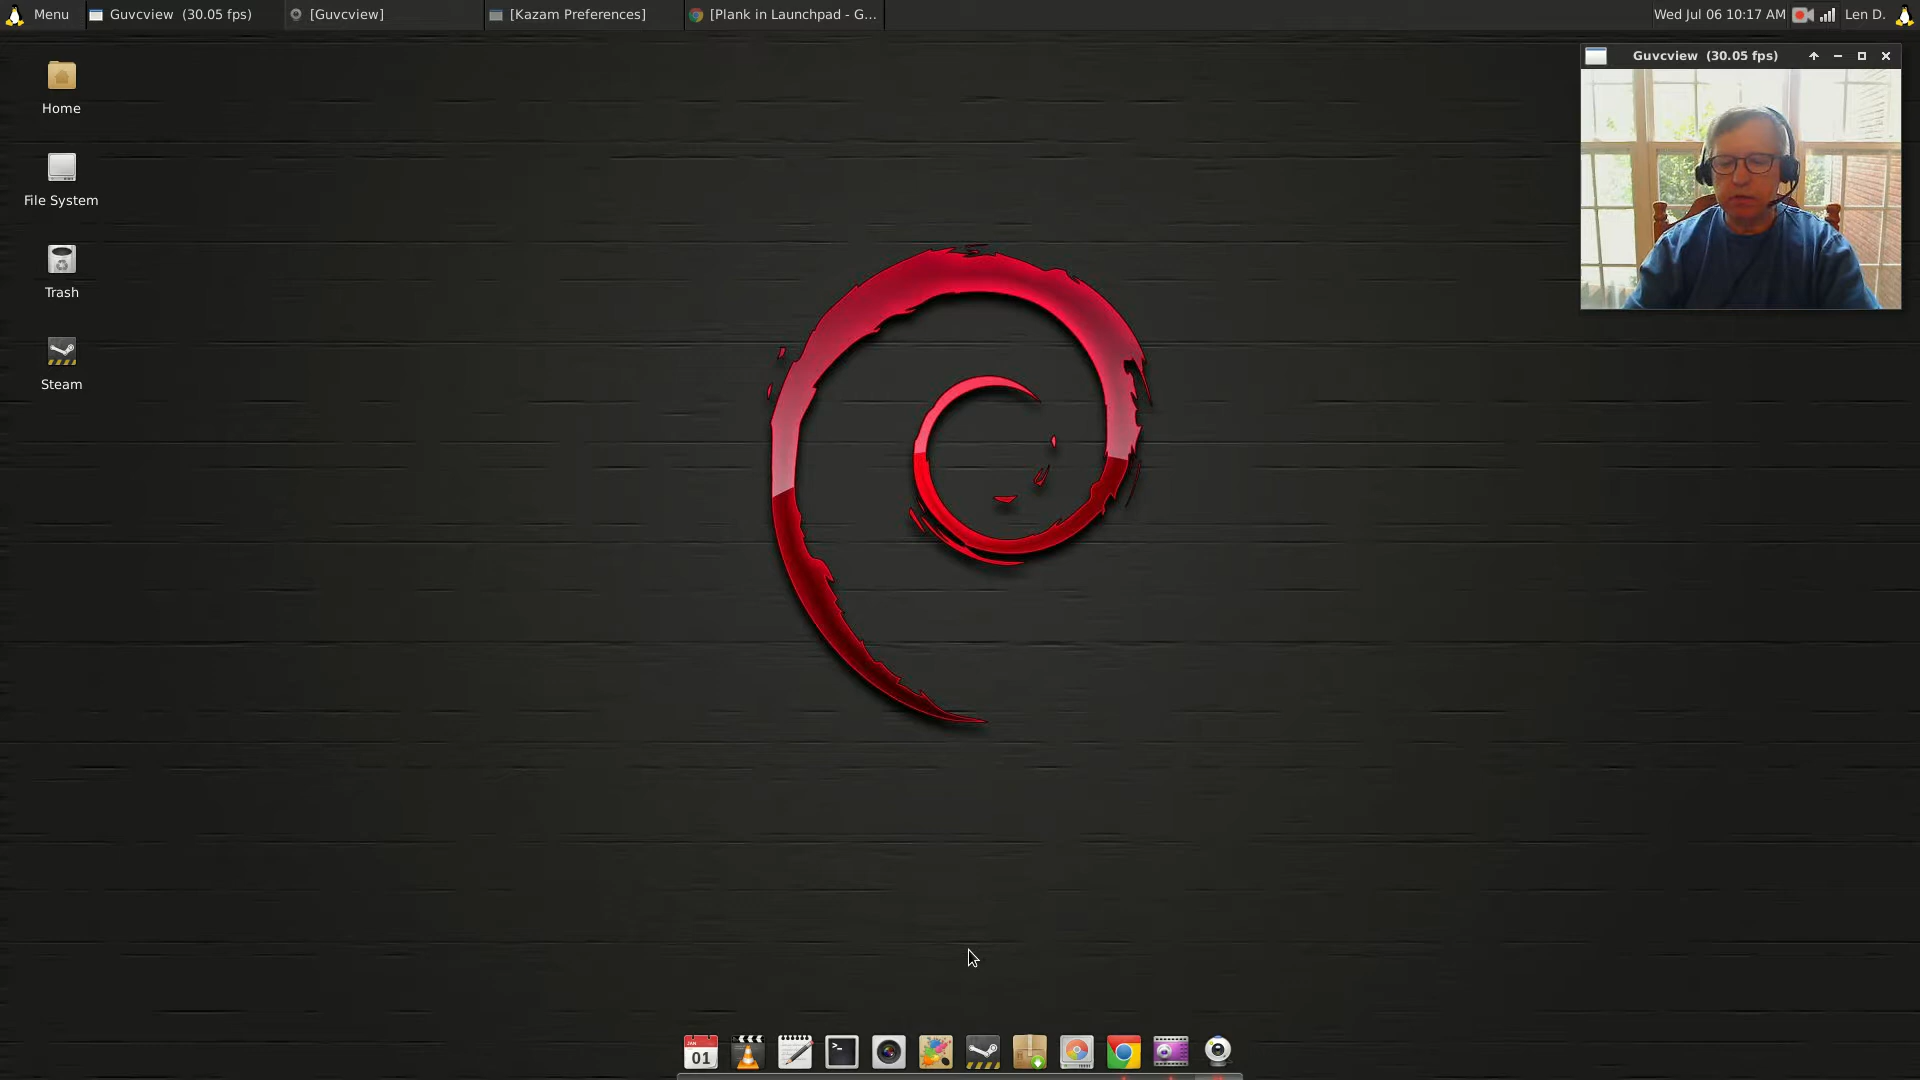 Menu
Guvcview (30.05 fps)
[Guvcview]
[Kazam Preferences]
[Plank in Launchpad - G...
Wed Jul 06 10:17 AM
Len D.
Guvcview (30.05 fps)
Home
File System
Trash
Steam
JAN
01
>_